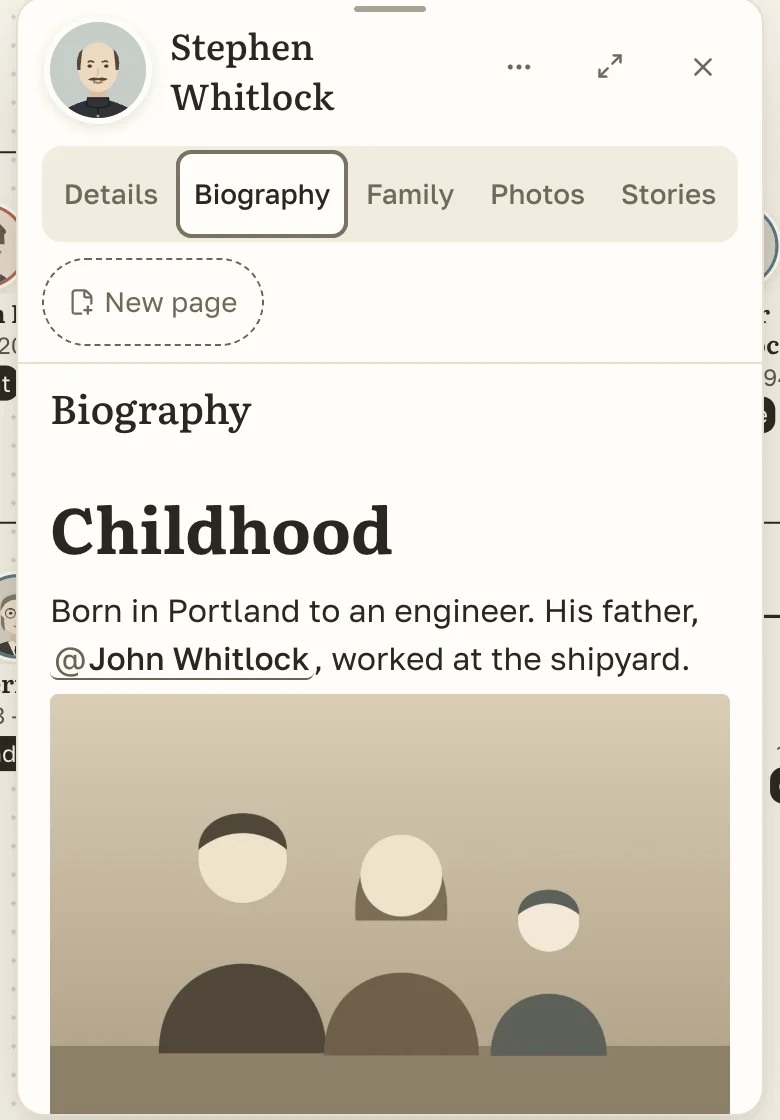 Stephen
Whitlock
Details
Biography
Family
Photos
Stories
New page
Biography
Childhood
Born in Portland to an engineer. His father,
@John Whitlock, worked at the shipyard.